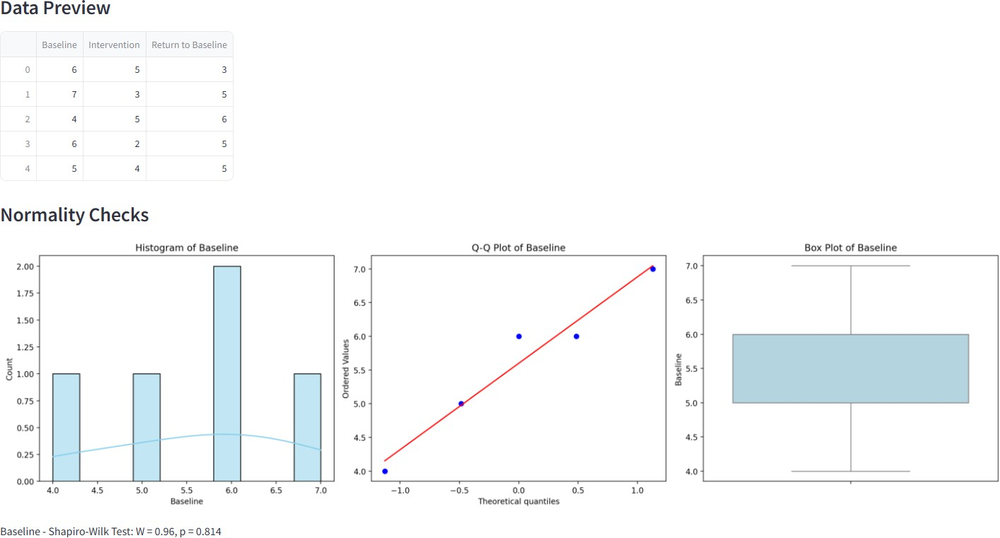 Data Preview
Baseline Intervention Return to Baseline
0 6 5 3
1 7 3 5
2 4 5 6
3 6 2 5
4 5 4 5
Normality Checks
Histogram of Baseline
Count
2.00
1.75
1.50
1.25
1.00
0.75
0.50
0.25
0.00
4.0 4.5 5.0 5.5 6.0 6.5 7.0
Baseline
Q-Q Plot of Baseline
Ordered Values
7.0
6.5
6.0
5.5
5.0
4.5
4.0
−1.0 −0.5 0.0 0.5 1.0
Theoretical quantiles
Box Plot of Baseline
Baseline
7.0
6.5
6.0
5.5
5.0
4.5
4.0
Baseline - Shapiro-Wilk Test: W = 0.96, p = 0.814